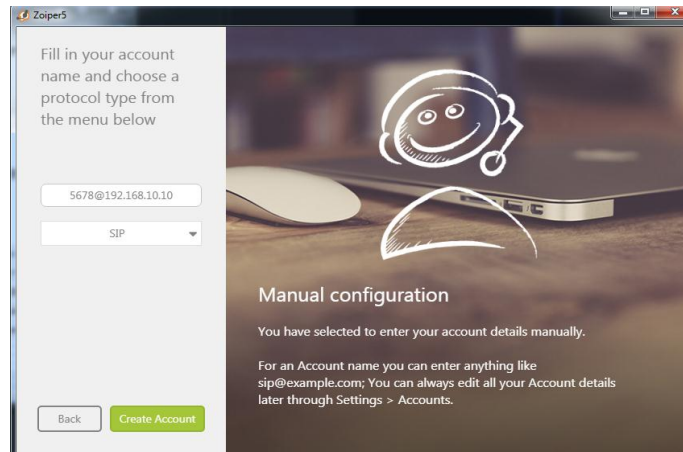 Zoiper5
Fill in your account
name and choose a
protocol type from
the menu below
5678@192.168.10.10
SIP
Back
Create Account
Manual configuration
You have selected to enter your account details manually.
For an Account name you can enter anything like
sip@example.com; You can always edit all your Account details
later through Settings > Accounts.